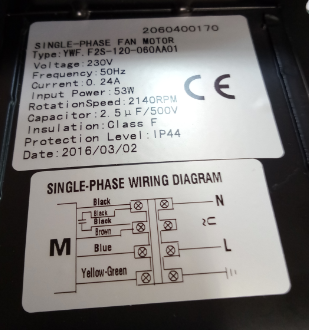 2060400170
SINGLE-PHASE FAN MOTOR
Type:YWF.F2S-120-060AA01
Voltage:230V
Frequency:50Hz
Current:0.24A
Input Power:53W
RotationSpeed:2140RPM
Capacitor:2.5μF/500V
Insulation:Class F
Protection Level:IP44
Date:2016/03/02
CE
SINGLE-PHASE WIRING DIAGRAM
Black
Black
Black
Brown
Blue
Yellow-Green
M
N
L